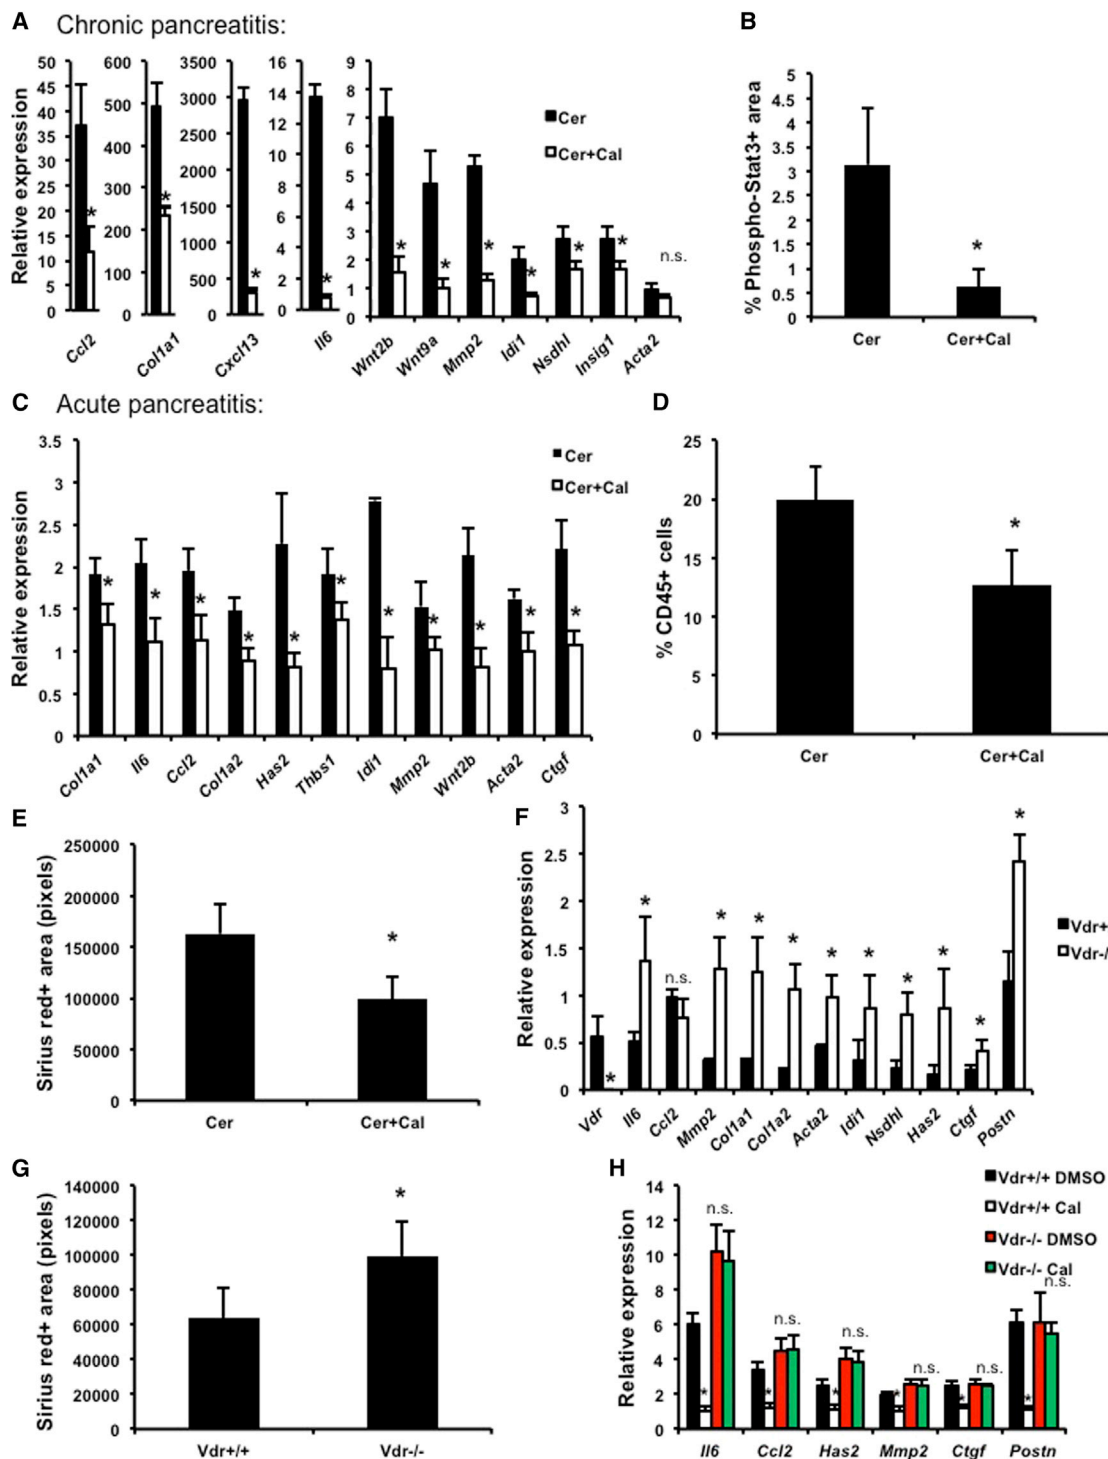 A Chronic pancreatitis:
Relative expression
50 45 40 35 30 25 20 15 10 5 0
600 500 400 300 200 100 0
3500 3000 2500 2000 1500 1000 500 0
16 14 12 10 8 6 4 2 0
9 8 7 6 5 4 3 2 1 0
Cer
Cer+Cal
* * * * * * * * * * n.s.
Ccl2 Col1a1 Cxcl13 Il6 Wnt2b Wnt9a Mmp2 Idi1 Nsdhl Insig1 Acta2
B
% Phospho-Stat3+ area
5 4.5 4 3.5 3 2.5 2 1.5 1 0.5 0
*
Cer Cer+Cal
C Acute pancreatitis:
Relative expression
3.5 3 2.5 2 1.5 1 0.5 0
Cer
Cer+Cal
* * * * * * * * * * *
Col1a1 Il6 Ccl2 Col1a2 Has2 Thbs1 Idi1 Mmp2 Wnt2b Acta2 Ctgf
D
% CD45+ cells
25 20 15 10 5 0
*
Cer Cer+Cal
E
Sirius red+ area (pixels)
250000 200000 150000 100000 50000 0
*
Cer Cer+Cal
F
Relative expression
3 2.5 2 1.5 1 0.5 0
* * n.s. * * * * * * * * *
Vdr+
Vdr-/
Vdr Il6 Ccl2 Mmp2 Col1a1 Col1a2 Acta2 Idi1 Nsdhl Has2 Ctgf Postn
G
Sirius red+ area (pixels)
140000 120000 100000 80000 60000 40000 20000 0
*
Vdr+/+ Vdr-/-
H
Relative expression
14 12 10 8 6 4 2 0
Vdr+/+ DMSO
Vdr+/+ Cal
Vdr-/- DMSO
Vdr-/- Cal
n.s. n.s. n.s. n.s. n.s. n.s.
* * * * * *
Il6 Ccl2 Has2 Mmp2 Ctgf Postn